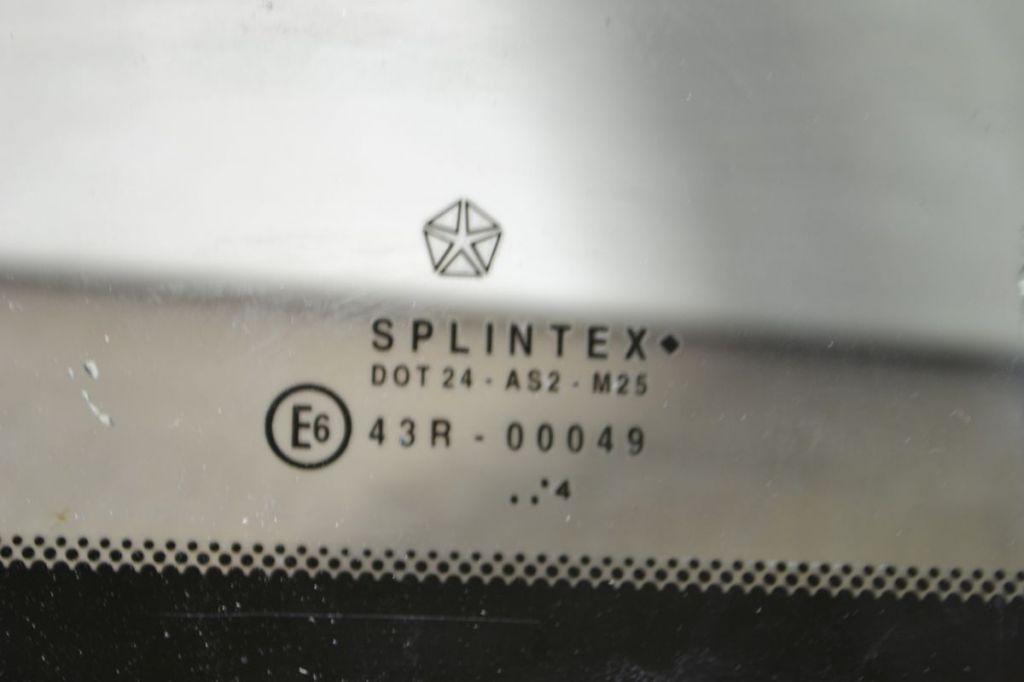 SPLINTEX◆
DOT 24 - AS2 - M25
E6 43R - 00049
..'4